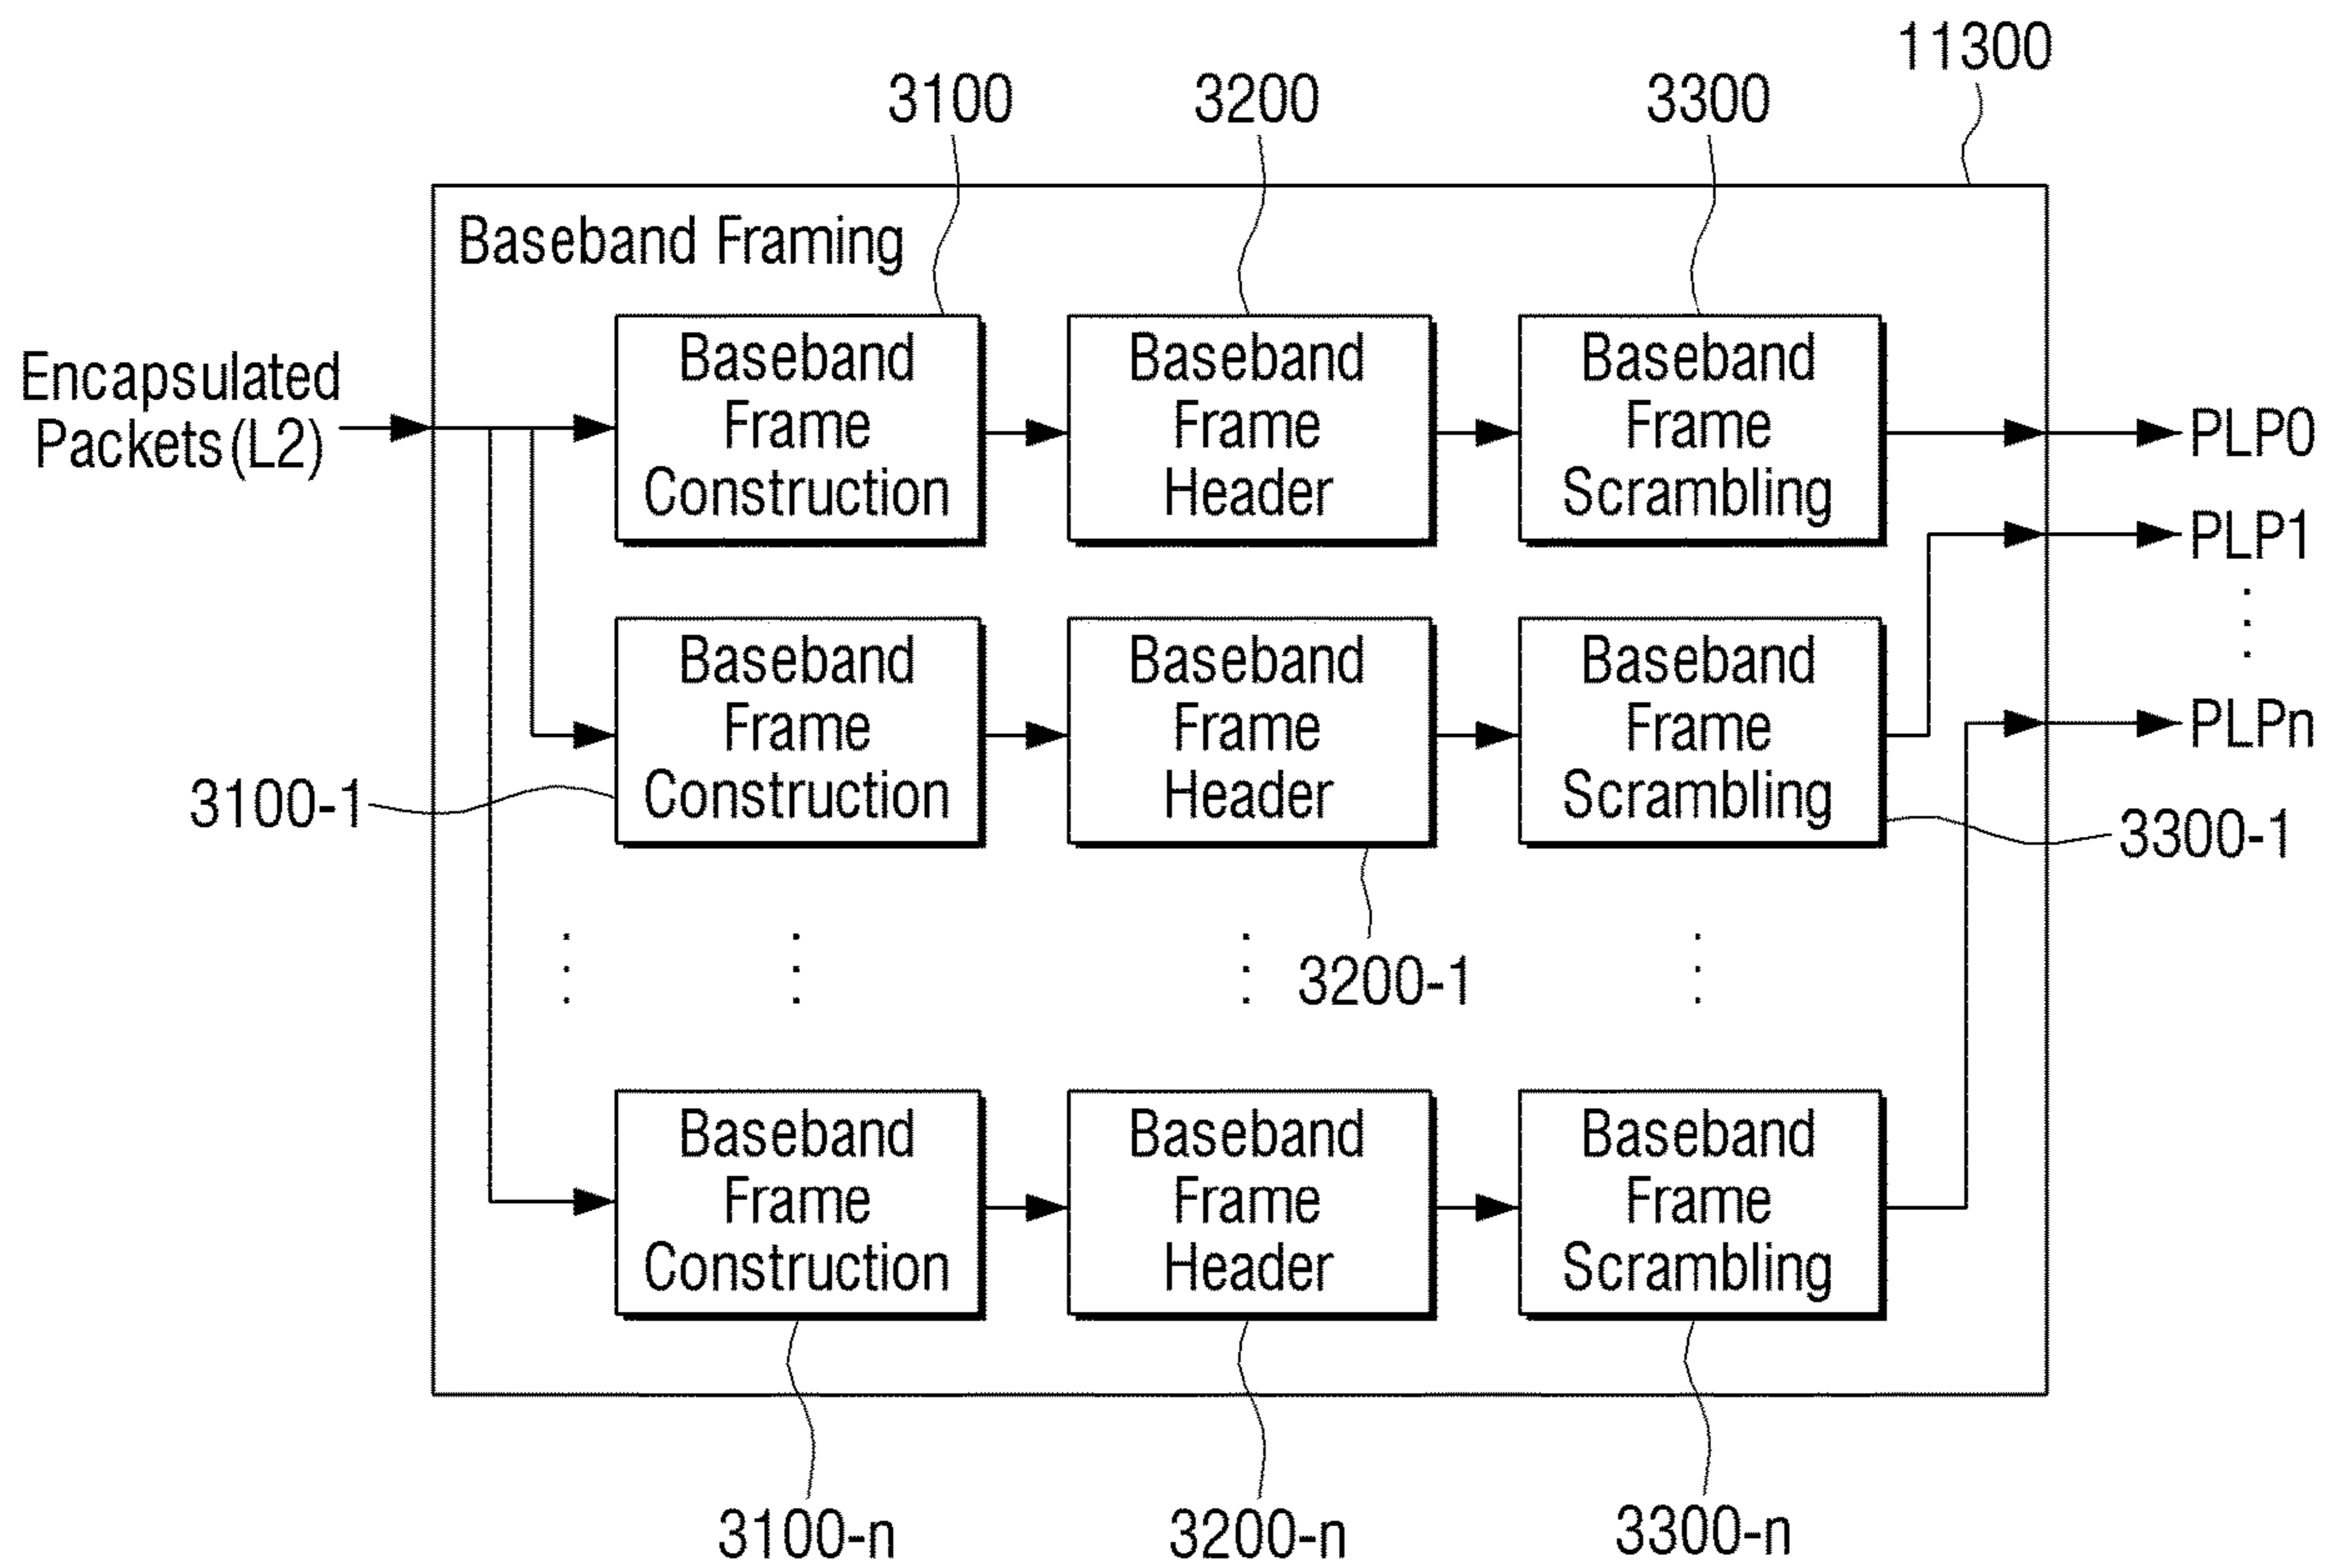 11300
3100
3200
3300
Baseband Framing
Encapsulated
Packets(L2)
Baseband
Frame
Construction
Baseband
Frame
Header
Baseband
Frame
Scrambling
PLP0
PLP1
PLPn
Baseband
Frame
Construction
Baseband
Frame
Header
Baseband
Frame
Scrambling
3100-1
3200-1
3300-1
Baseband
Frame
Construction
Baseband
Frame
Header
Baseband
Frame
Scrambling
3100-n
3200-n
3300-n